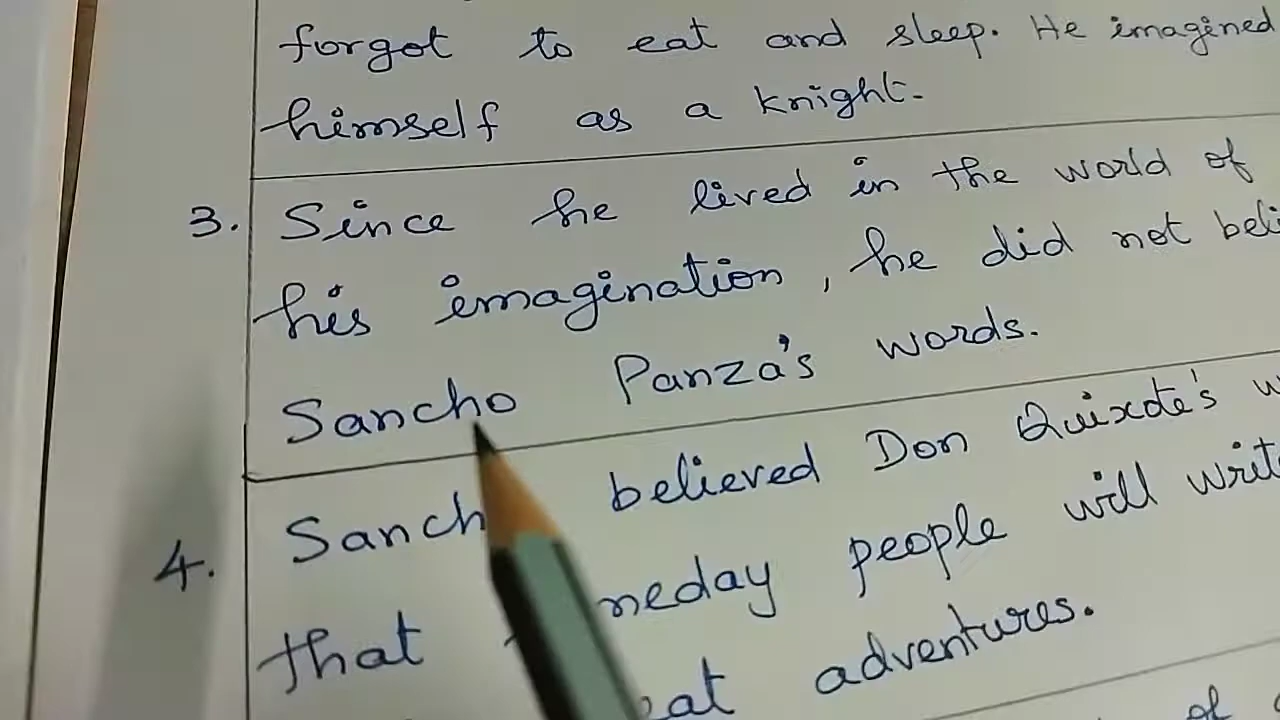 forgot to eat and sleep. He imagined
himself as a knight.
3. Since he lived in the world of
his imagination, he did not
Sancho Panza's words.
4. believed Don Quixote's
that people will
adventures.
of